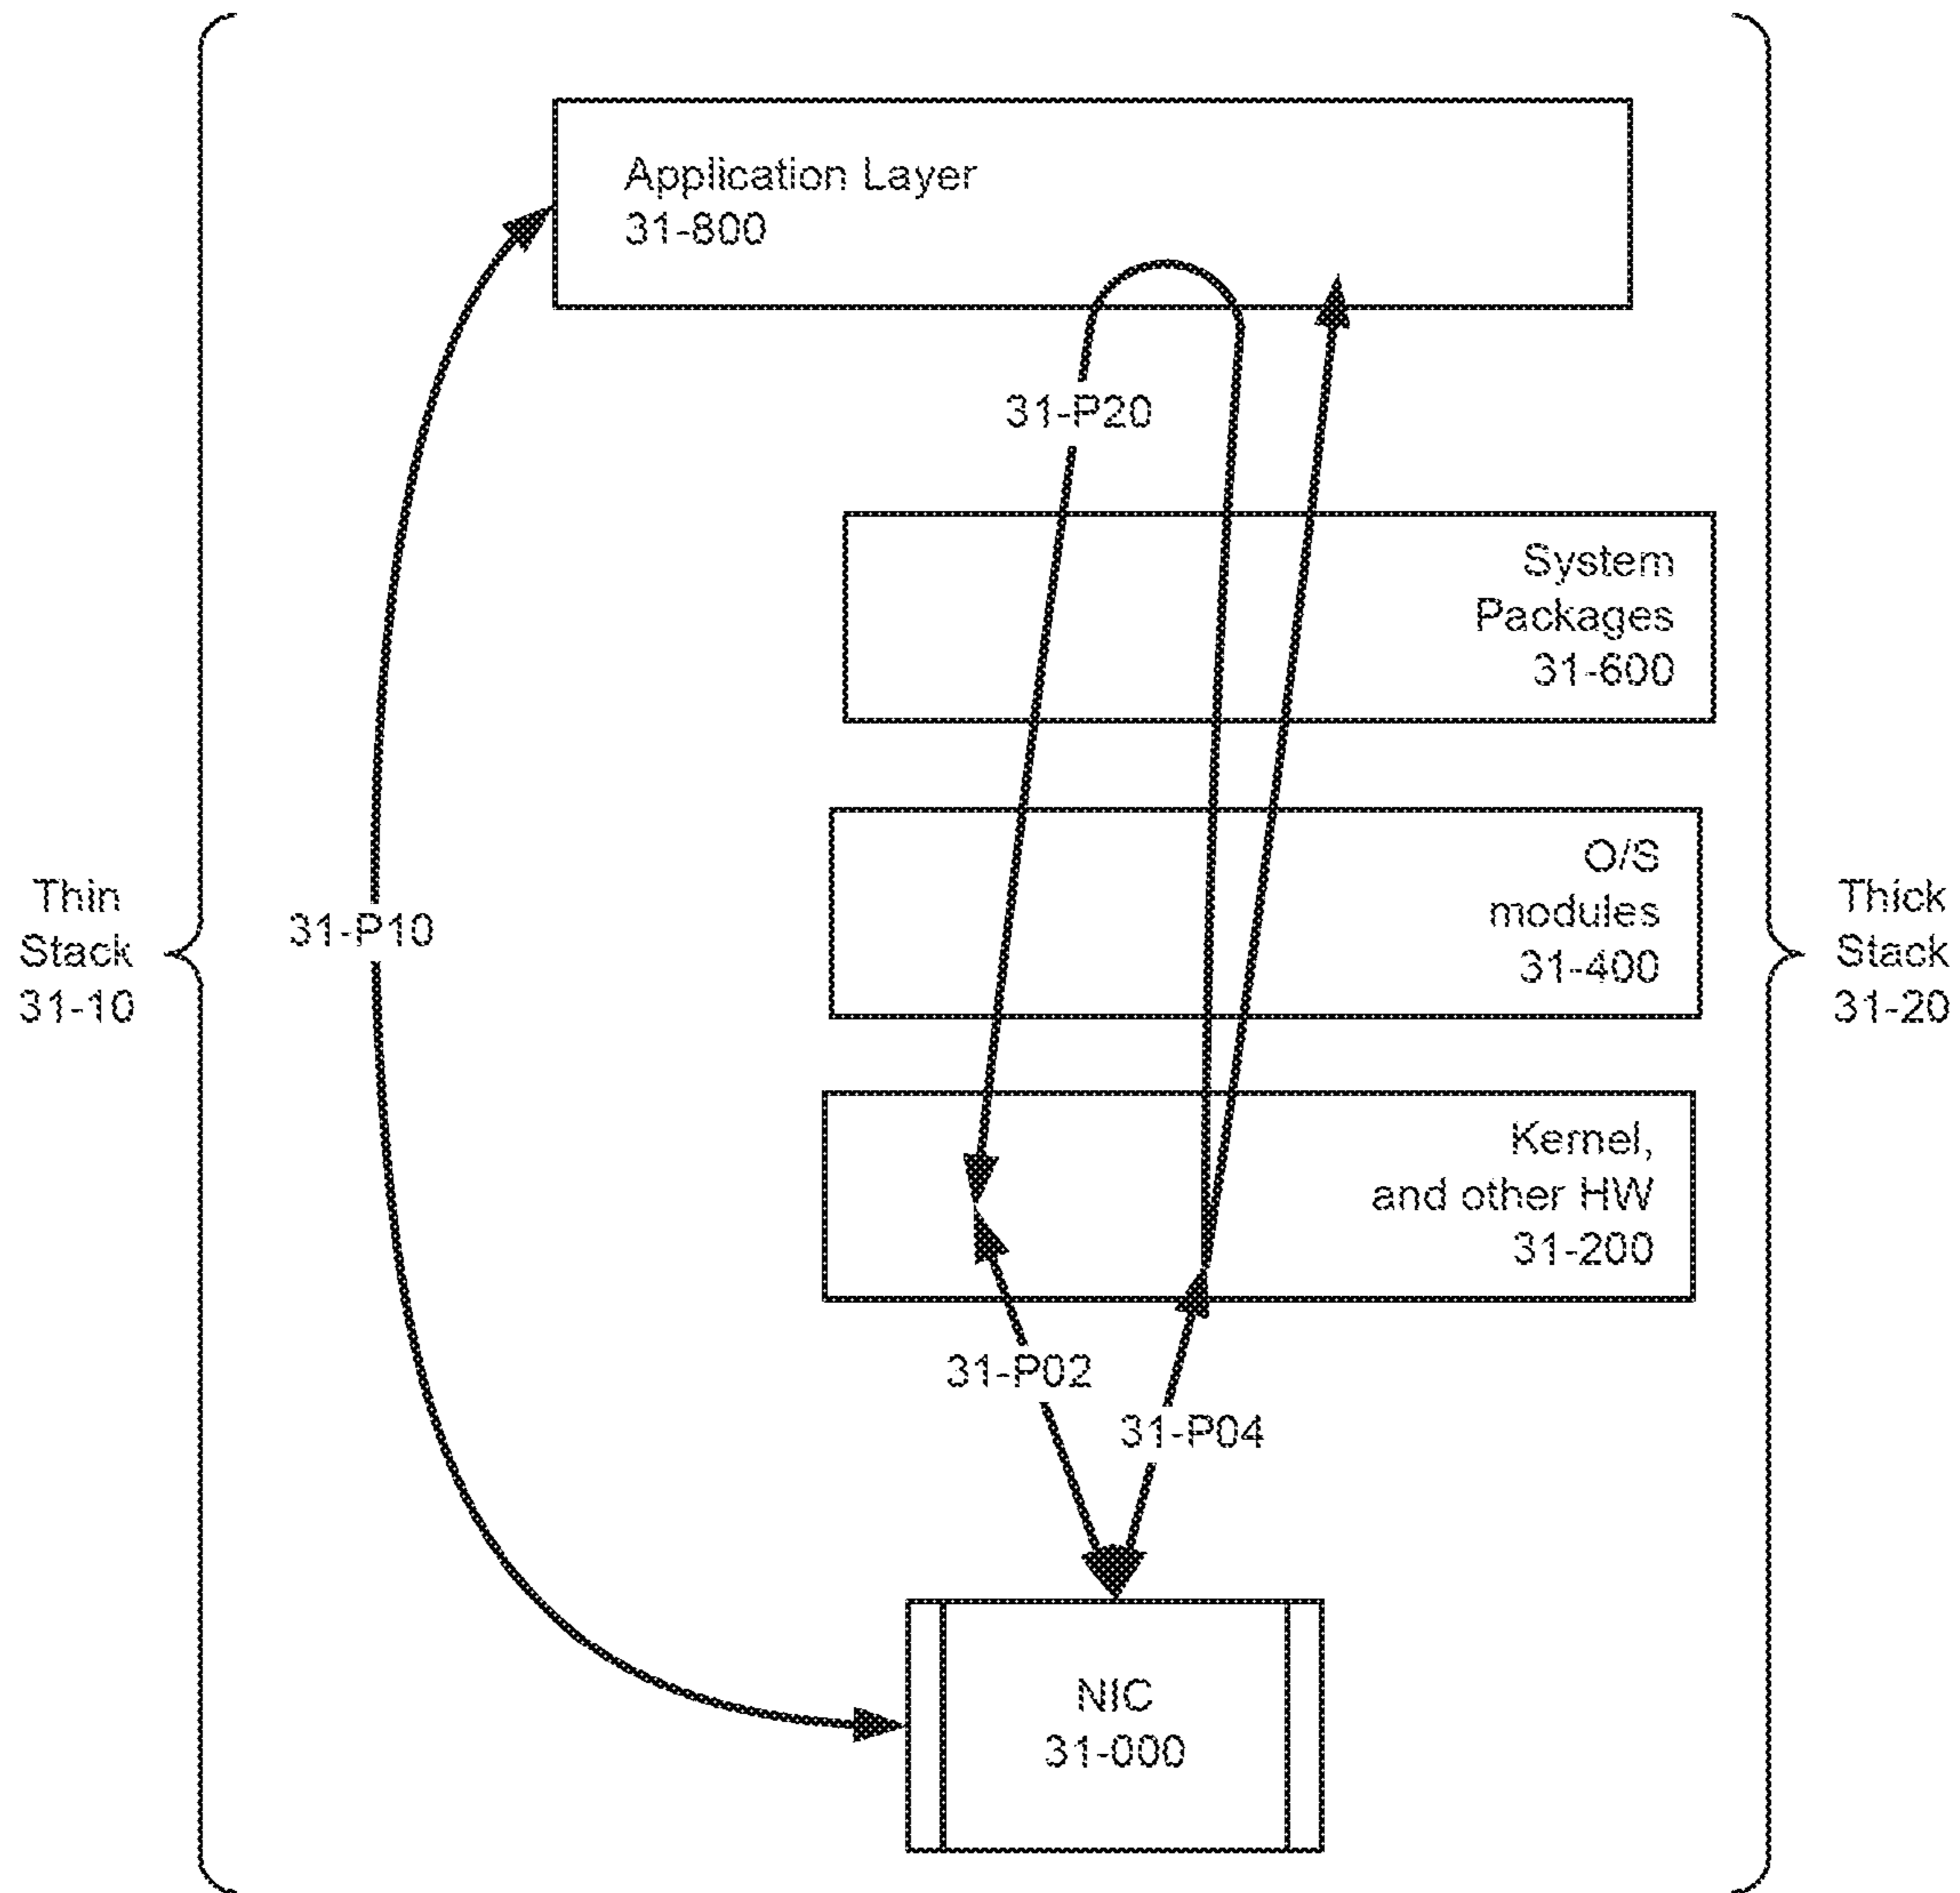 Application Layer
31-800
31-P20
System
Packages
31-600
Thin
Stack
31-10
31-P10
O/S
modules
31-400
Thick
Stack
31-20
Kernel,
and other HW
31-200
31-P02
31-P04
NIC
31-000